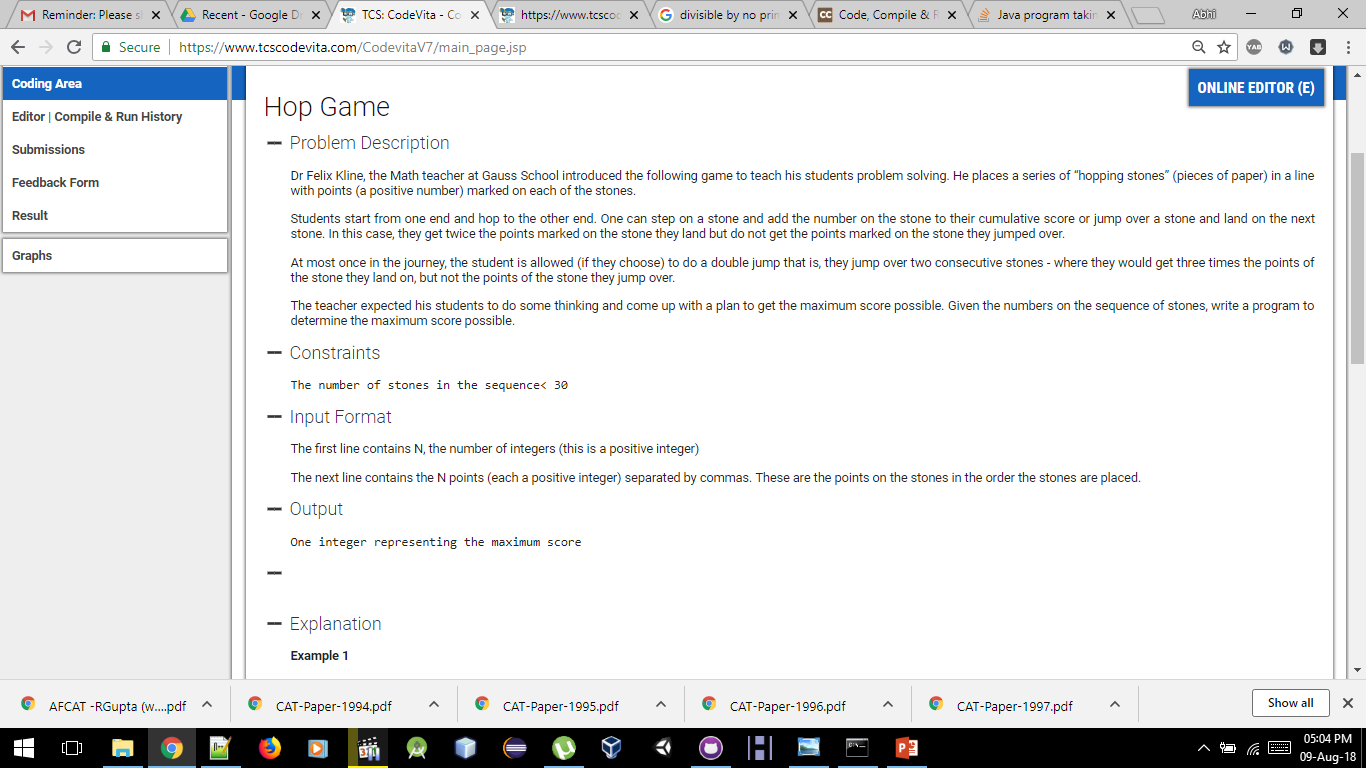 Reminder: Please s
Recent - Google Dr
TCS: CodeVita - Co
https://www.tcscoc
divisible by no prin
Code, Compile & R
Java program takin
Abhi
Secure
https://www.tcscodevita.com/CodevitaV7/main_page.jsp
YAB
Coding Area
Editor | Compile & Run History
Submissions
Feedback Form
Result
Graphs
ONLINE EDITOR (E)
Hop Game
Problem Description
Dr Felix Kline, the Math teacher at Gauss School introduced the following game to teach his students problem solving. He places a series of “hopping stones” (pieces of paper) in a line
with points (a positive number) marked on each of the stones.
Students start from one end and hop to the other end. One can step on a stone and add the number on the stone to their cumulative score or jump over a stone and land on the next
stone. In this case, they get twice the points marked on the stone they land but do not get the points marked on the stone they jumped over.
At most once in the journey, the student is allowed (if they choose) to do a double jump that is, they jump over two consecutive stones - where they would get three times the points of
the stone they land on, but not the points of the stone they jump over.
The teacher expected his students to do some thinking and come up with a plan to get the maximum score possible. Given the numbers on the sequence of stones, write a program to
determine the maximum score possible.
Constraints
The number of stones in the sequence< 30
Input Format
The first line contains N, the number of integers (this is a positive integer)
The next line contains the N points (each a positive integer) separated by commas. These are the points on the stones in the order the stones are placed.
Output
One integer representing the maximum score
Explanation
Example 1
AFCAT -RGupta (w....pdf
CAT-Paper-1994.pdf
CAT-Paper-1995.pdf
CAT-Paper-1996.pdf
CAT-Paper-1997.pdf
Show all
05:04 PM
09-Aug-18